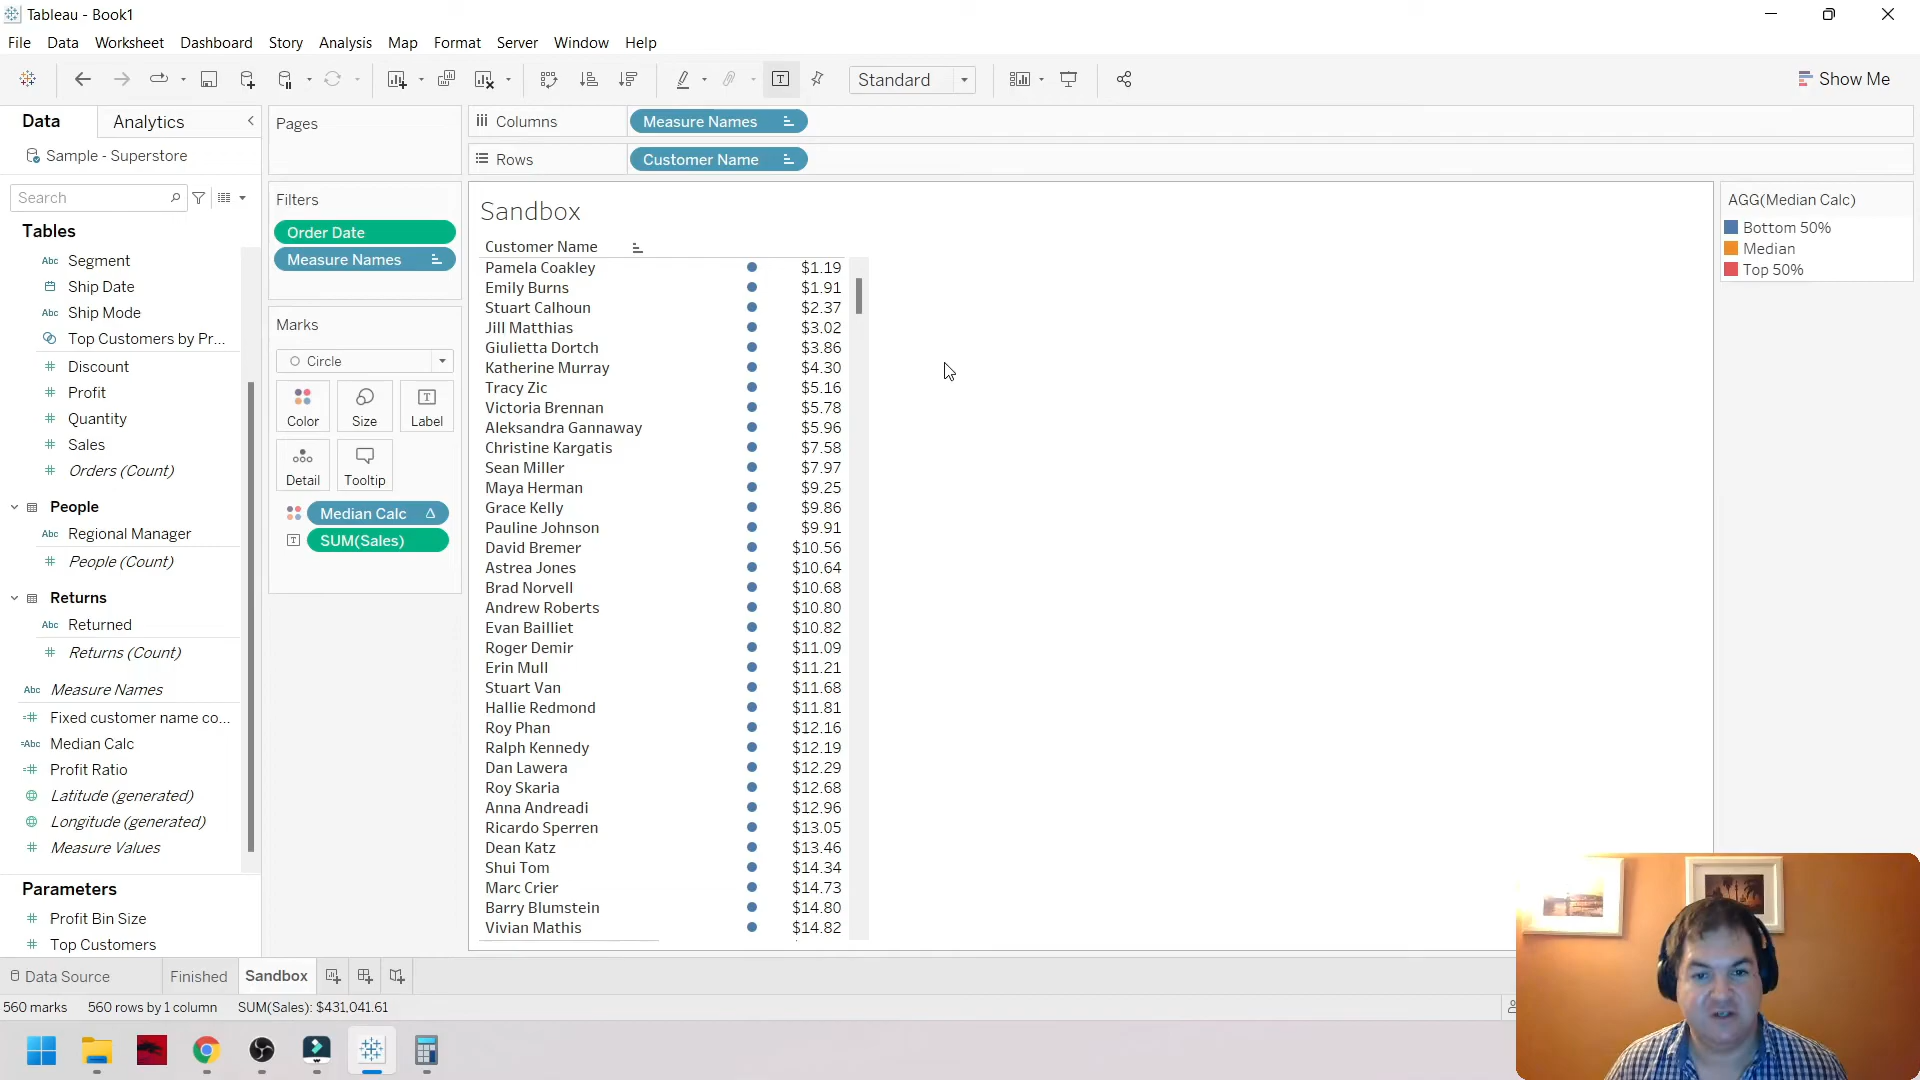 Tableau - Book1
File Data Worksheet Dashboard Story Analysis Map Format Server Window Help
Standard
Show Me
Data Analytics
Sample - Superstore
Search
Tables
Abc Segment
Ship Date
Abc Ship Mode
Top Customers by Pr...
Discount
Profit
Quantity
Sales
Orders (Count)
People
Abc Regional Manager
People (Count)
Returns
Abc Returned
Returns (Count)
Abc Measure Names
Fixed customer name co...
=Abc Median Calc
Profit Ratio
Latitude (generated)
Longitude (generated)
Measure Values
Parameters
Profit Bin Size
Top Customers
Pages
Filters
Order Date
Measure Names
Marks
Circle
Color Size Label
Detail Tooltip
Median Calc
SUM(Sales)
Columns Measure Names
Rows Customer Name
Sandbox
Customer Name
Pamela Coakley $1.19
Emily Burns $1.91
Stuart Calhoun $2.37
Jill Matthias $3.02
Giulietta Dortch $3.86
Katherine Murray $4.30
Tracy Zic $5.16
Victoria Brennan $5.78
Aleksandra Gannaway $5.96
Christine Kargatis $7.58
Sean Miller $7.97
Maya Herman $9.25
Grace Kelly $9.86
Pauline Johnson $9.91
David Bremer $10.56
Astrea Jones $10.64
Brad Norvell $10.68
Andrew Roberts $10.80
Evan Bailliet $10.82
Roger Demir $11.09
Erin Mull $11.21
Stuart Van $11.68
Hallie Redmond $11.81
Roy Phan $12.16
Ralph Kennedy $12.19
Dan Lawera $12.29
Roy Skaria $12.68
Anna Andreadi $12.96
Ricardo Sperren $13.05
Dean Katz $13.46
Shui Tom $14.34
Marc Crier $14.73
Barry Blumstein $14.80
Vivian Mathis $14.82
AGG(Median Calc)
Bottom 50%
Median
Top 50%
Data Source Finished Sandbox
560 marks 560 rows by 1 column SUM(Sales): $431,041.61